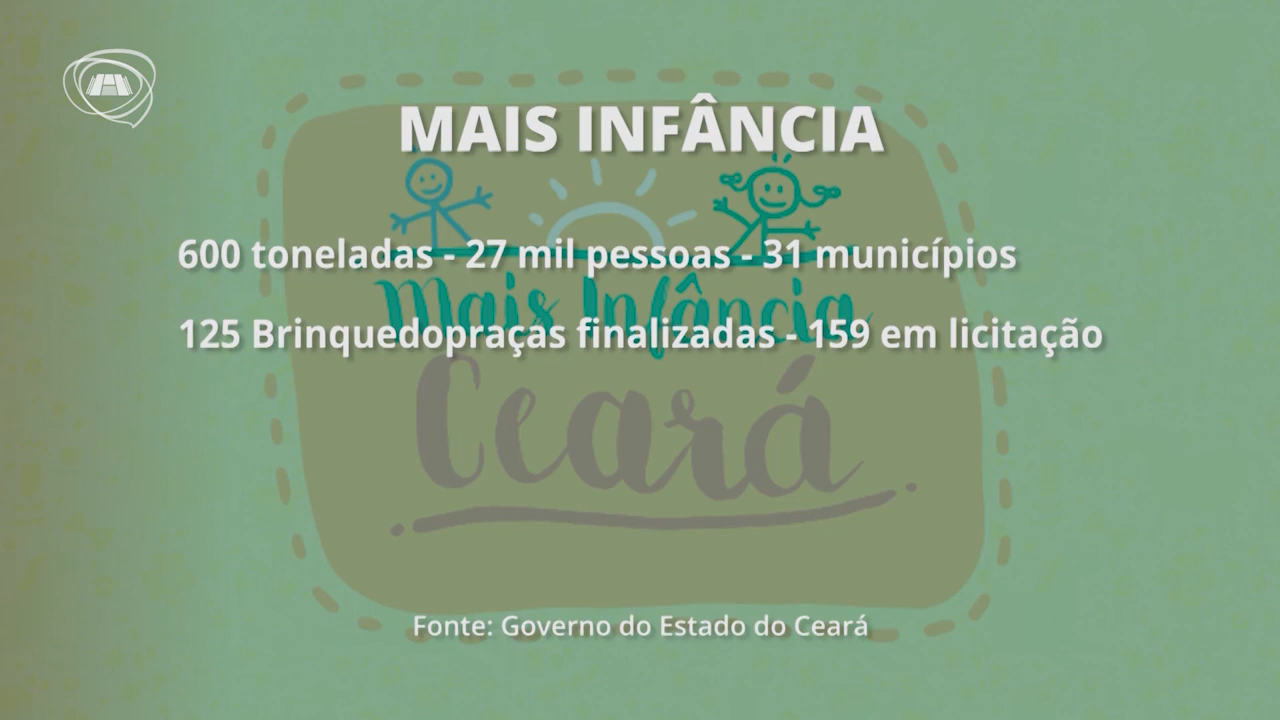 MAIS INFÂNCIA
600 toneladas - 27 mil pessoas - 31 municípios
Mais Infância
125 Brinquedopraças finalizadas - 159 em licitação
Ceará
Fonte: Governo do Estado do Ceará